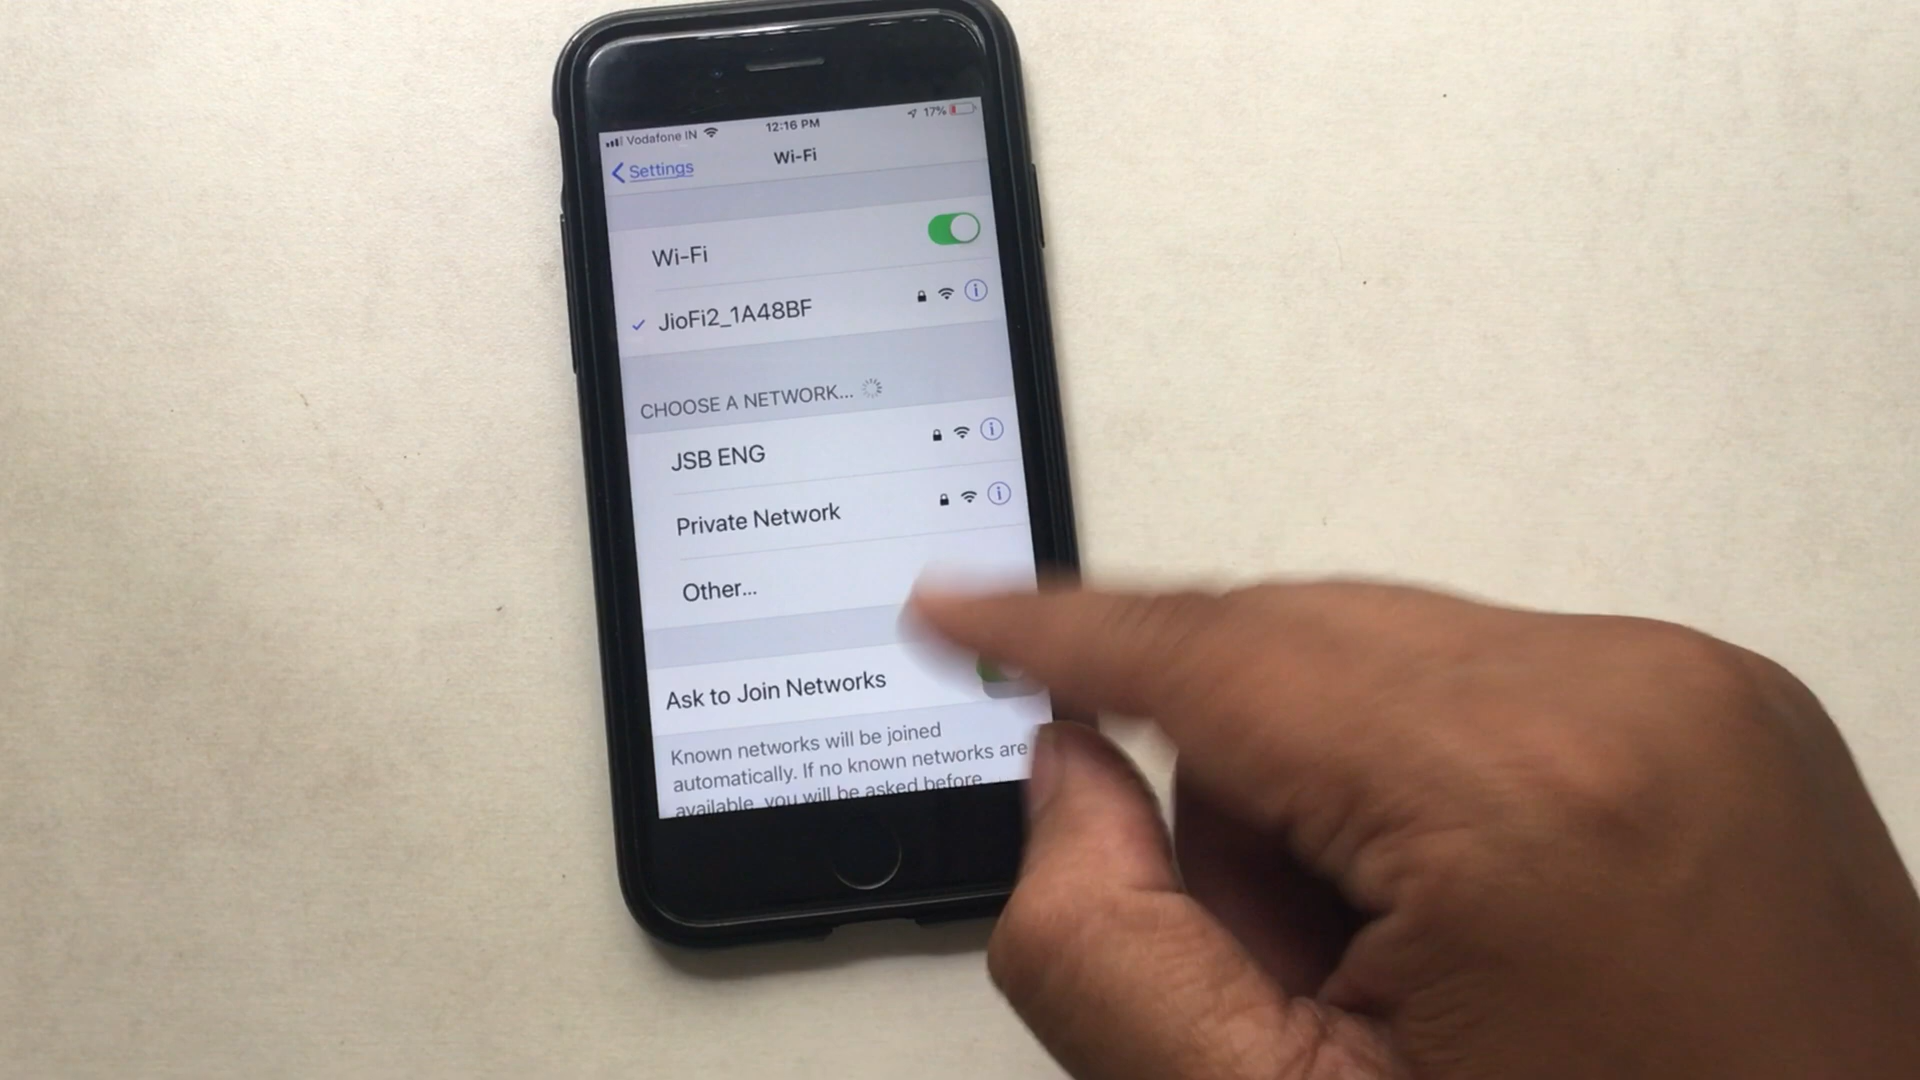 Vodafone IN 12:16 PM 17%
Settings Wi-Fi
Wi-Fi
JioFi2_1A48BF
CHOOSE A NETWORK...
JSB ENG
Private Network
Other...
Ask to Join Networks
Known networks will be joined
automatically. If no known networks are
available, you will be asked before